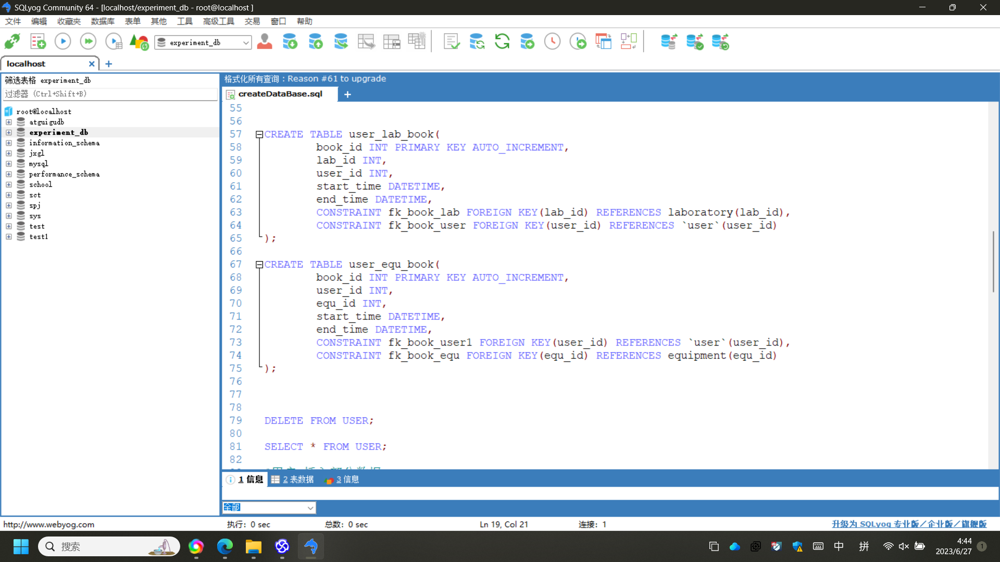 SQLyog Community 64 - [localhost/experiment_db - root@localhost ]
文件 编辑 收藏夹 数据库 表单 其他 工具 高级工具 交易 窗口 帮助
experiment_db
localhost
筛选表格 experiment_db
过滤器 (Ctrl+Shift+B)
root@localhost
atguigudb
experiment_db
information_schema
jxgl
mysql
performance_schema
school
sct
spj
sys
test
test1
格式化所有查询 : Reason #61 to upgrade
createDataBase.sql
55
56
57 CREATE TABLE user_lab_book(
58 book_id INT PRIMARY KEY AUTO_INCREMENT,
59 lab_id INT,
60 user_id INT,
61 start_time DATETIME,
62 end_time DATETIME,
63 CONSTRAINT fk_book_lab FOREIGN KEY(lab_id) REFERENCES laboratory(lab_id),
64 CONSTRAINT fk_book_user FOREIGN KEY(user_id) REFERENCES `user`(user_id)
65 );
66
67 CREATE TABLE user_equ_book(
68 book_id INT PRIMARY KEY AUTO_INCREMENT,
69 user_id INT,
70 equ_id INT,
71 start_time DATETIME,
72 end_time DATETIME,
73 CONSTRAINT fk_book_user1 FOREIGN KEY(user_id) REFERENCES `user`(user_id),
74 CONSTRAINT fk_book_equ FOREIGN KEY(equ_id) REFERENCES equipment(equ_id)
75 );
76
77
78
79 DELETE FROM USER;
80
81 SELECT * FROM USER;
82
1 信息 2 表数据 3 信息
全部
http://www.webyog.com 执行: 0 sec 总数: 0 sec Ln 19, Col 21 连接: 1 升级为 SQLyog 专业版/企业版/旗舰版
搜索
中 拼
4:44
2023/6/27
1